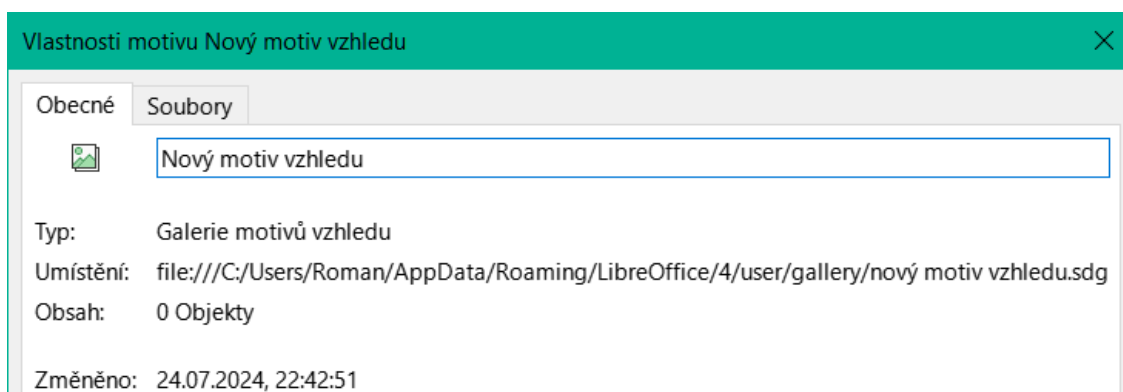 Vlastnosti motivu Nový motiv vzhledu
Obecné Soubory
Nový motiv vzhledu
Typ: Galerie motivů vzhledu
Umístění: file:///C:/Users/Roman/AppData/Roaming/LibreOffice/4/user/gallery/nový motiv vzhledu.sdg
Obsah: 0 Objekty
Změněno: 24.07.2024, 22:42:51